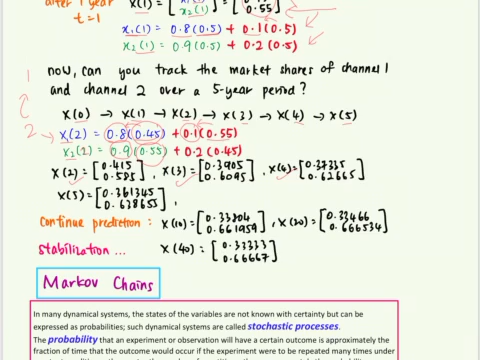 after 1 year x(1) = [ x₂(1) ] = [ 0.55 ]
t=1
x₁(1) = 0.8(0.5) + 0.1(0.5)
x₂(1) = 0.9(0.5) + 0.2(0.5)
now, can you track the market shares of channel 1
and channel 2 over a 5-year period?
x(0) → x(1) → x(2) → x(3) → x(4) → x(5)
1
2
x₁(2) = 0.8(0.45) + 0.1(0.55)
x₂(2) = 0.9(0.55) + 0.2(0.45)
x(2) = [0.415 0.585], x(3) = [0.3905 0.6095], x(4) = [0.37335 0.62665]
x(5) = [0.361345 0.638655],
continue prediction : x(10) = [0.33804 0.661959] x(20) = [0.33466 0.666534]
stabilization ... x(40) = [0.33333 0.66667]
Markov Chains
In many dynamical systems, the states of the variables are not known with certainty but can be
expressed as probabilities; such dynamical systems are called stochastic processes.
The probability that an experiment or observation will have a certain outcome is approximately the
fraction of time that the outcome would occur if the experiment were to be repeated many times under